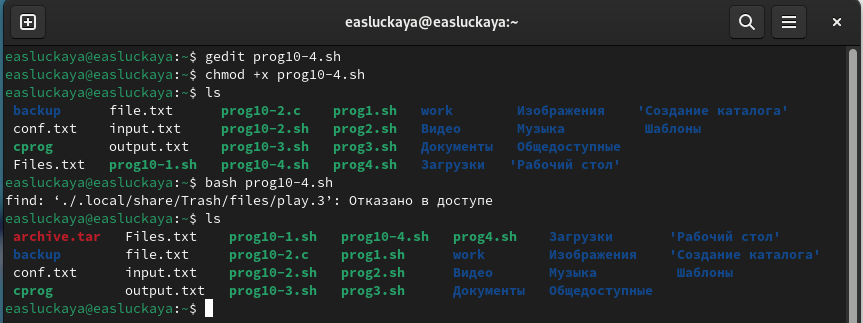 easluckaya@easluckaya:~
easluckaya@easluckaya:~$ gedit prog10-4.sh
easluckaya@easluckaya:~$ chmod +x prog10-4.sh
easluckaya@easluckaya:~$ ls
backup file.txt prog10-2.c prog1.sh work Изображения 'Создание каталога'
conf.txt input.txt prog10-2.sh prog2.sh Видео Музыка Шаблоны
cprog output.txt prog10-3.sh prog3.sh Документы Общедоступные
Files.txt prog10-1.sh prog10-4.sh prog4.sh Загрузки 'Рабочий стол'
easluckaya@easluckaya:~$ bash prog10-4.sh
find: ‘./.local/share/Trash/files/play.3’: Отказано в доступе
easluckaya@easluckaya:~$ ls
archive.tar Files.txt prog10-1.sh prog10-4.sh prog4.sh Загрузки 'Рабочий стол'
backup file.txt prog10-2.c prog1.sh work Изображения 'Создание каталога'
conf.txt input.txt prog10-2.sh prog2.sh Видео Музыка Шаблоны
cprog output.txt prog10-3.sh prog3.sh Документы Общедоступные
easluckaya@easluckaya:~$